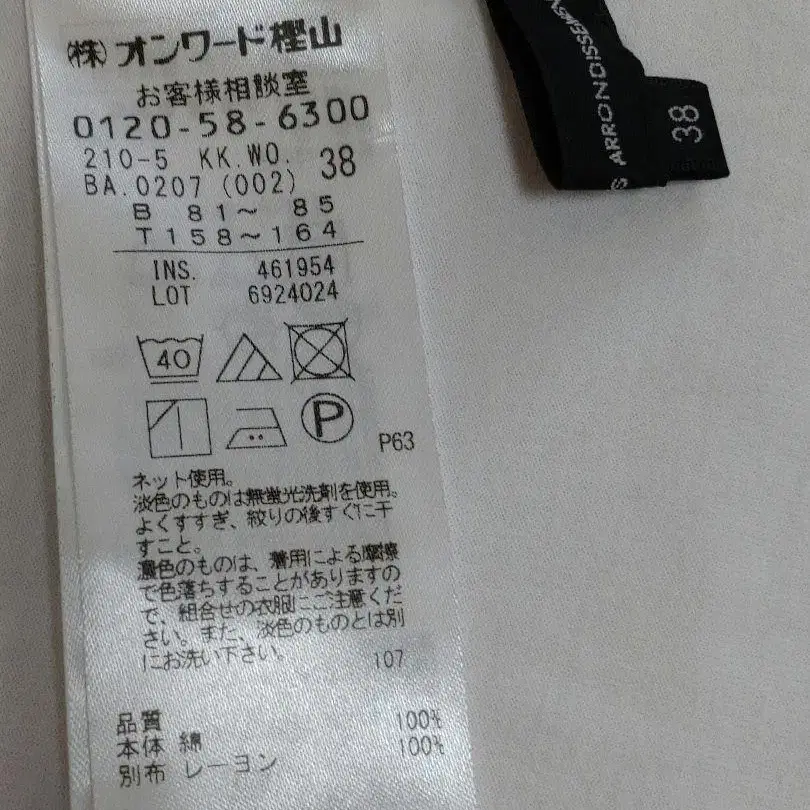 (株)オンワード樫山
お客様相談室
0120-58-6300
210-5 KK.WO. 38
BA.0207 (002)
B 81~ 85
T158~164
INS. 461954
LOT 6924024
40
P
P63
ネット使用。
淡色のものは無蛍光洗剤を使用。
よくすすぎ、絞りの後すぐに干
すこと。
濃色のものは、着用による摩擦
で色落ちすることがありますの
で、組合せの衣服にご注意くだ
さい。また、淡色のものとは別
にお洗い下さい。 107
品質
本体 綿 100%
別布 レーヨン 100%
S ARRONDISSEM
38